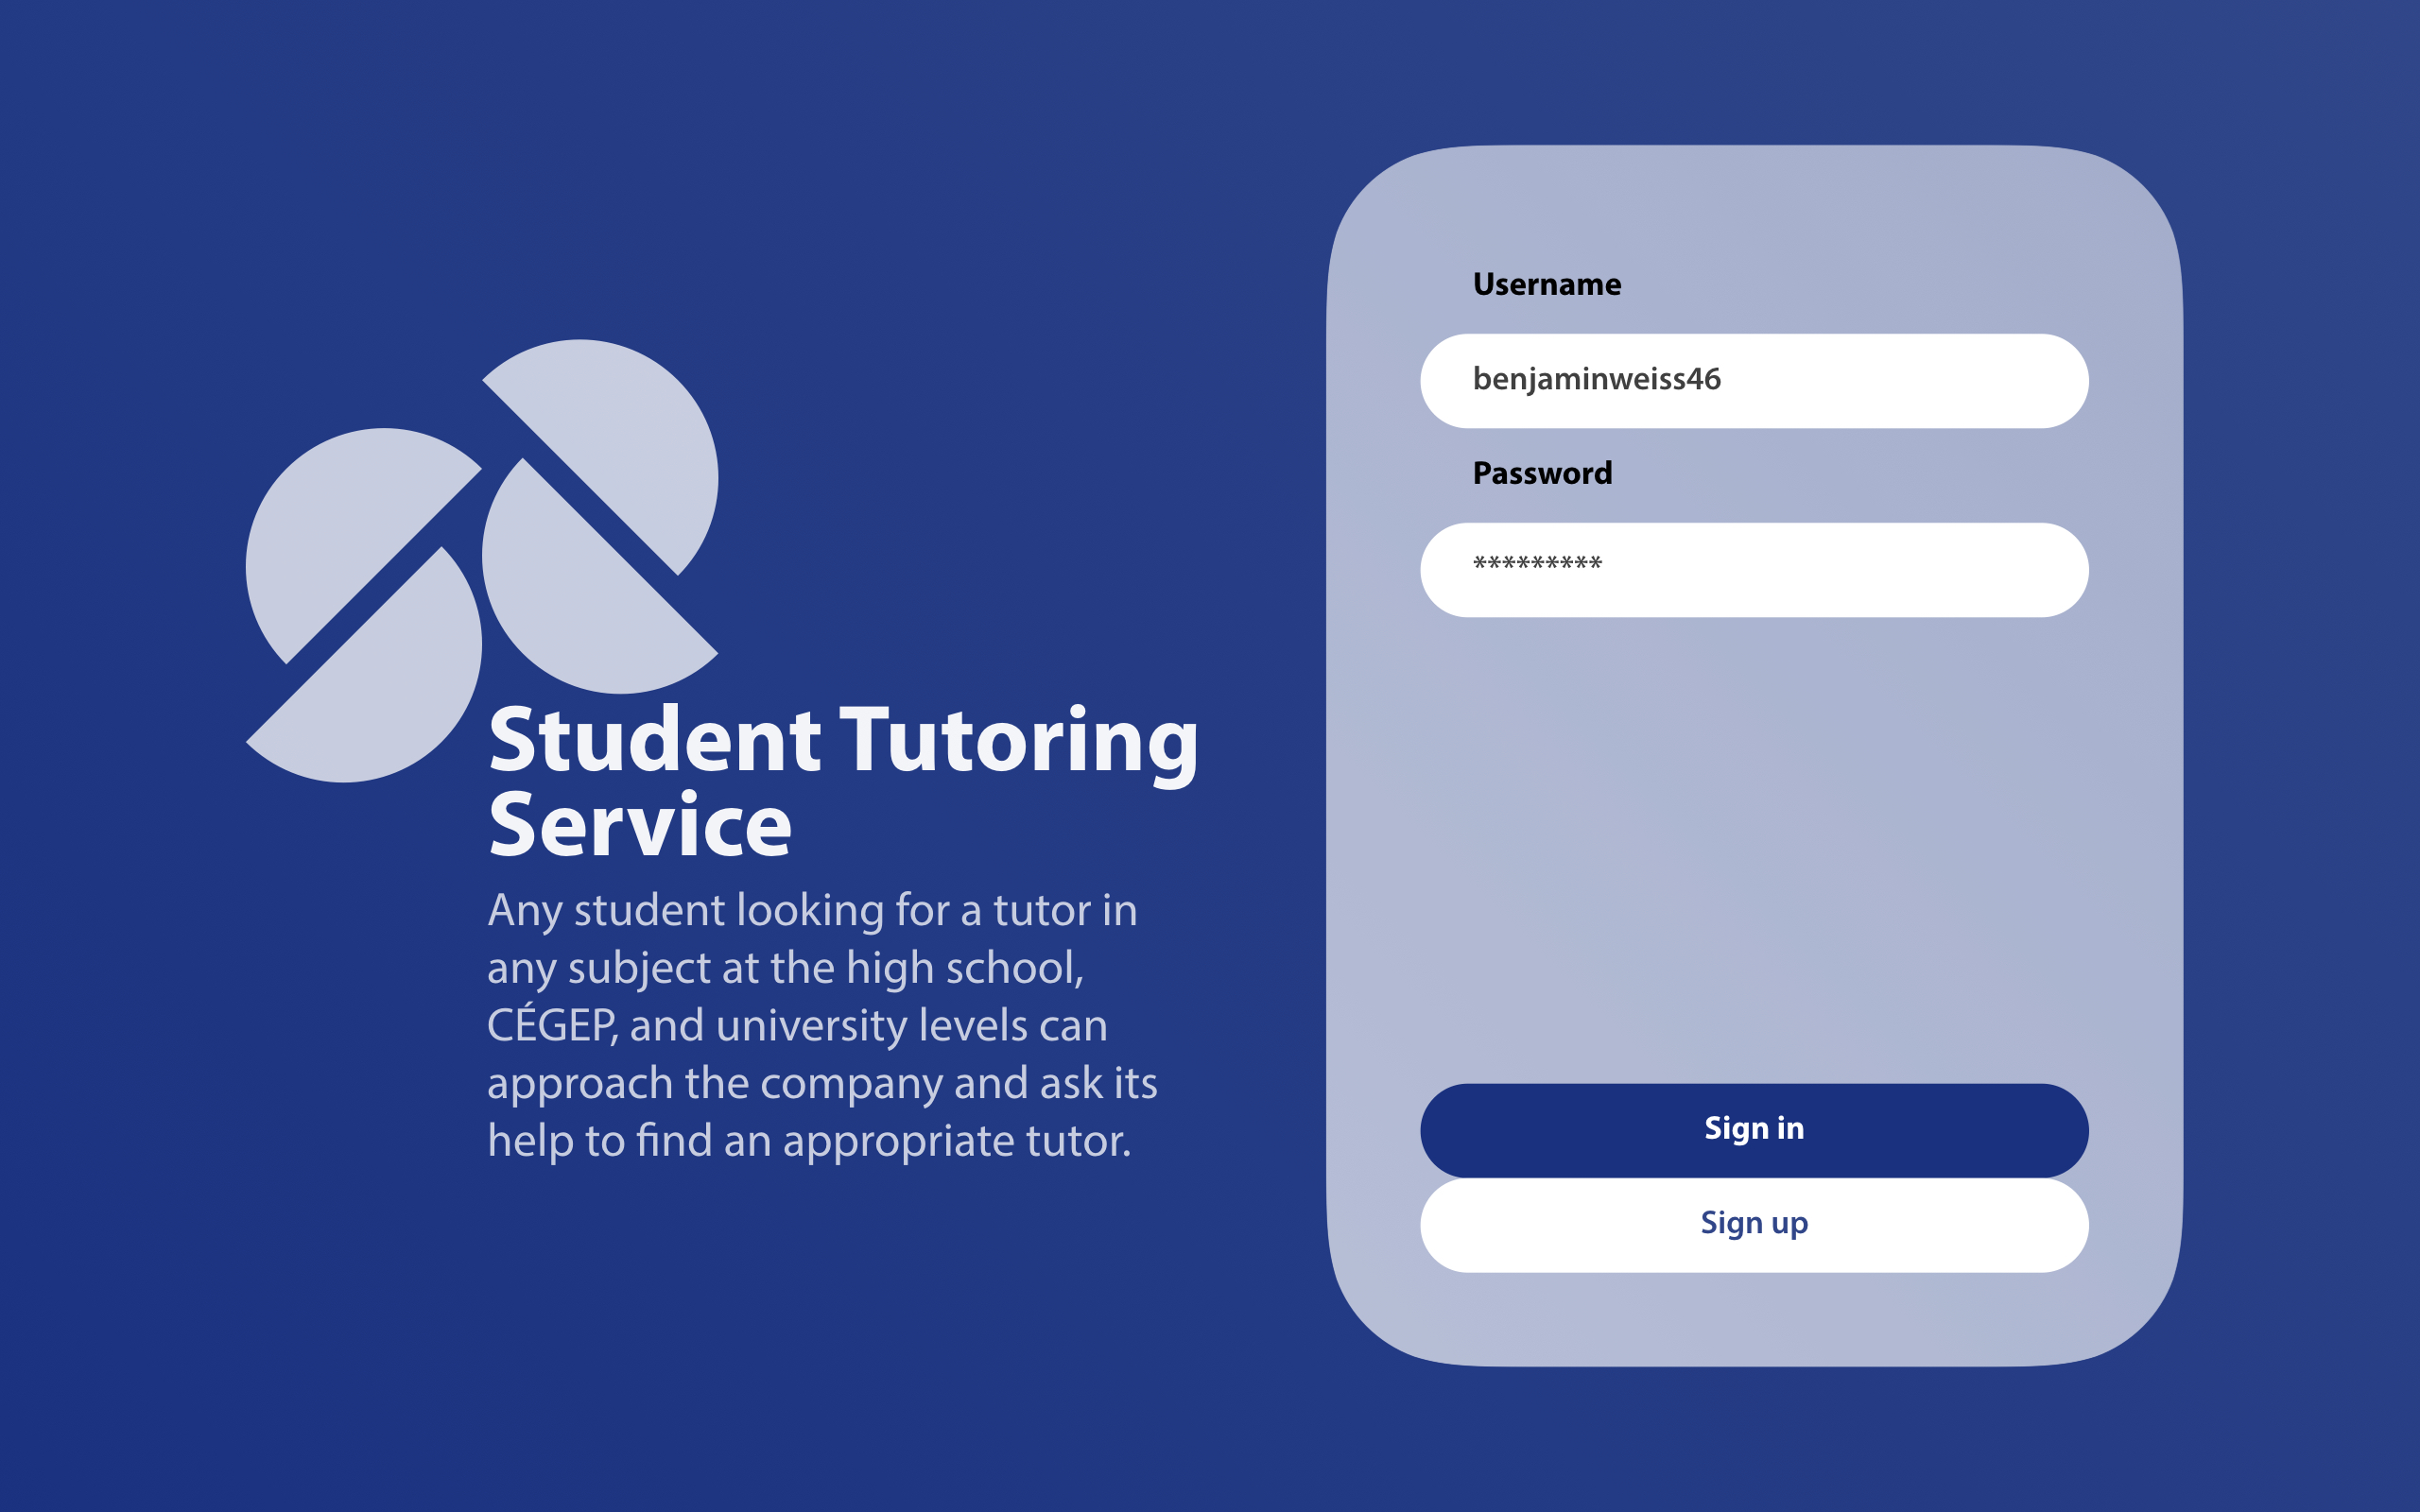 Student Tutoring
Service
Any student looking for a tutor in
any subject at the high school,
CÉGEP, and university levels can
approach the company and ask its
help to find an appropriate tutor.
Username
benjaminweiss46
Password
*********
Sign in
Sign up